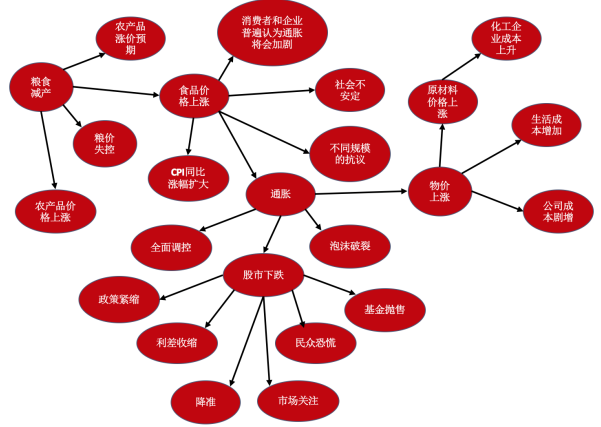 农产品
涨价预
期
消费者和企业
普遍认为通胀
将会加剧
化工企
业成本
上升
粮食
减产
食品价
格上涨
社会不
安定
原材料
价格上
涨
粮价
失控
生活成
本增加
不同规模
的抗议
CPI同比
涨幅扩大
通胀
物价
上涨
农产品价
格上涨
公司成
本剧增
全面调控
泡沫破裂
股市下跌
政策紧缩
基金抛售
利差收缩
民众恐慌
降准
市场关注